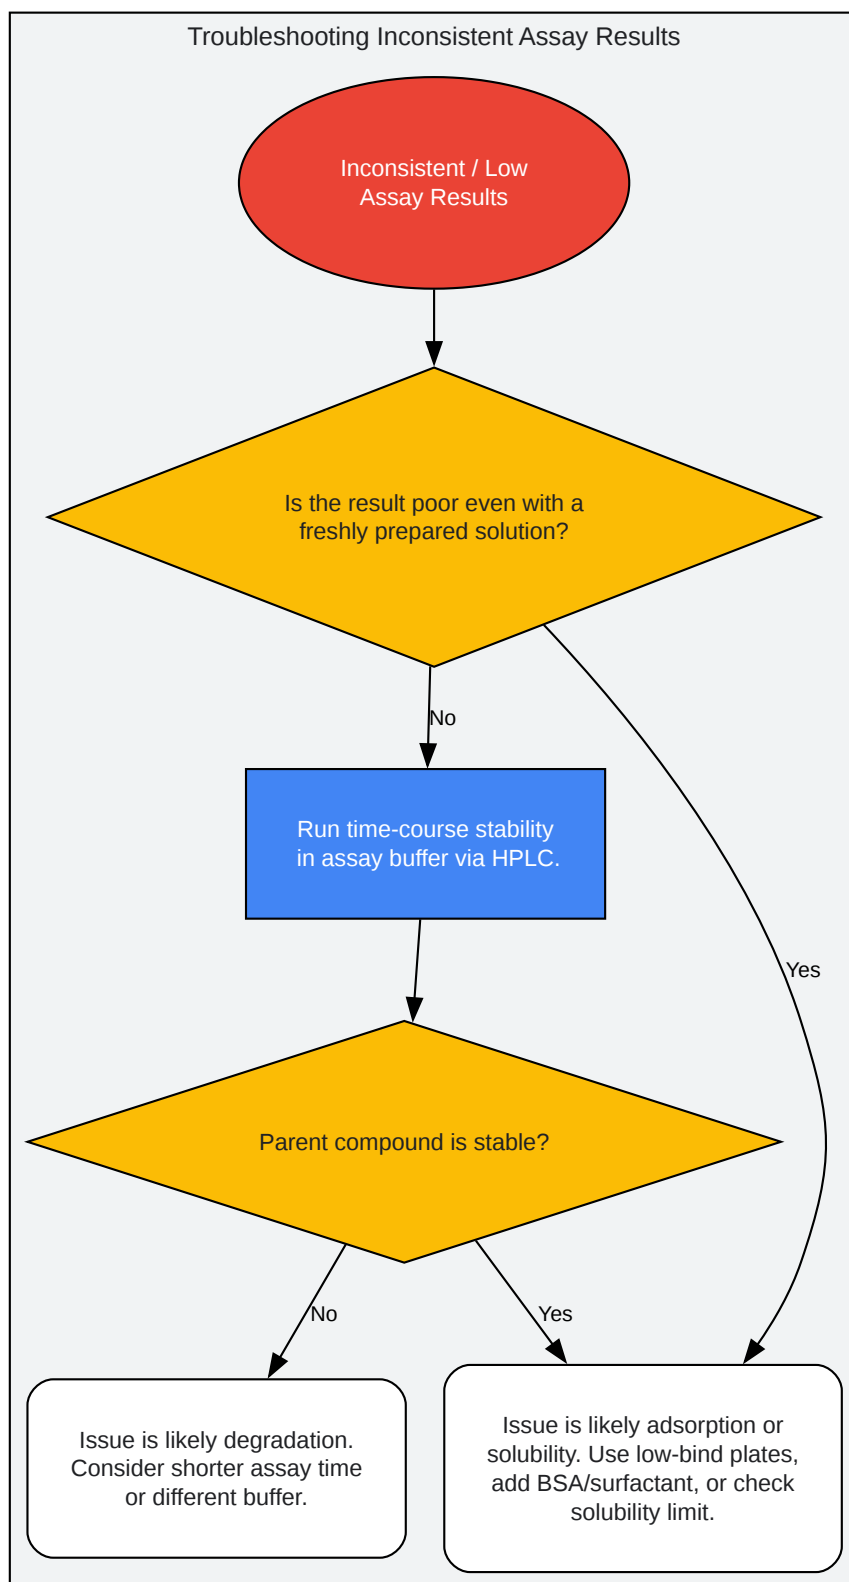 Troubleshooting Inconsistent Assay Results
Inconsistent / Low
Assay Results
Is the result poor even with a
freshly prepared solution?
No
Run time-course stability
in assay buffer via HPLC.
Yes
Parent compound is stable?
No
Yes
Issue is likely degradation.
Consider shorter assay time
or different buffer.
Issue is likely adsorption or
solubility. Use low-bind plates,
add BSA/surfactant, or check
solubility limit.